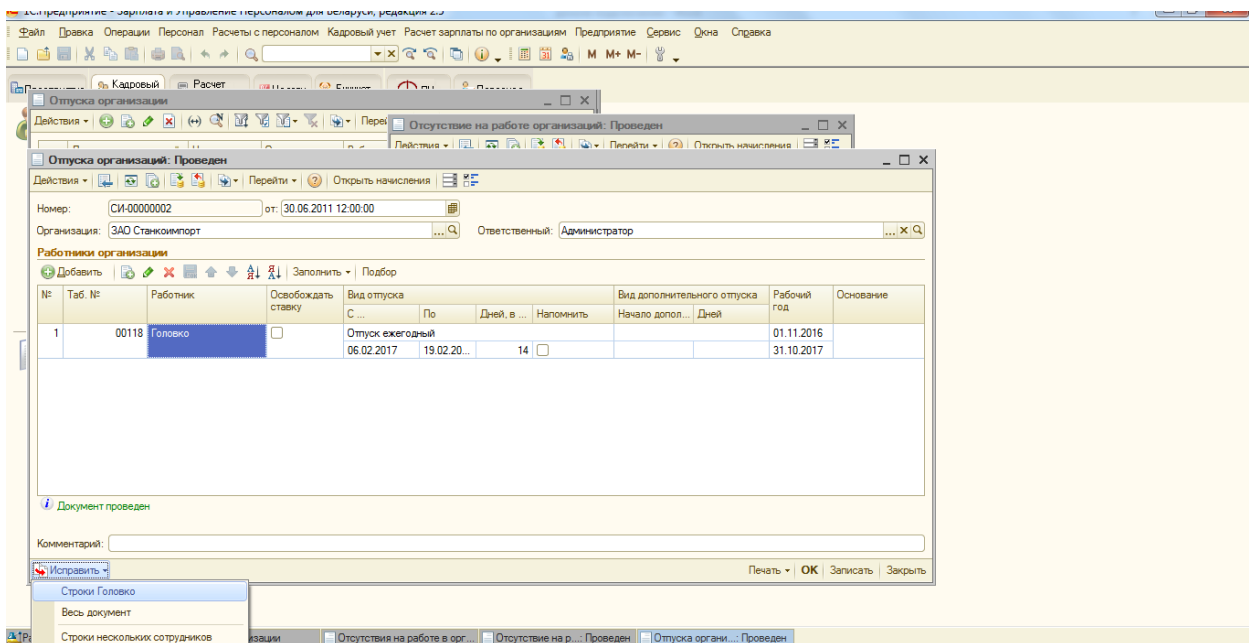 1С:Предприятие - Зарплата и Управление Персоналом для Беларуси, редакция 2.5
Файл Правка Операции Персонал Расчеты с персоналом Кадровый учет Расчет зарплаты по организациям Предприятие Сервис Окна Справка
M M+ M-
Кадровый Расчет
Отпуска организации
Действия Перей
Отсутствие на работе организаций: Проведен
Действия Перейти Открыть начисления
Отпуска организаций: Проведен
Действия Перейти Открыть начисления
Номер: СИ-00000002 от: 30.06.2011 12:00:00
Организация: ЗАО Станкоимпорт ... Ответственный: Администратор ... X
Работники организации
Добавить Заполнить Подбор
№ Таб. № Работник Освобождать ставку Вид отпуска Вид дополнительного отпуска Рабочий год Основание
С ... По Дней, в ... Напомнить Начало допол... Дней
1 00118 Головко Отпуск ежегодный 01.11.2016
06.02.2017 19.02.20... 14 31.10.2017
Документ проведен
Комментарий:
Исправить Печать OK Записать Закрыть
Строки Головко
Весь документ
Строки нескольких сотрудников
изации Отсутствия на работе в орг... Отсутствие на р...: Проведен Отпуска органи...: Проведен